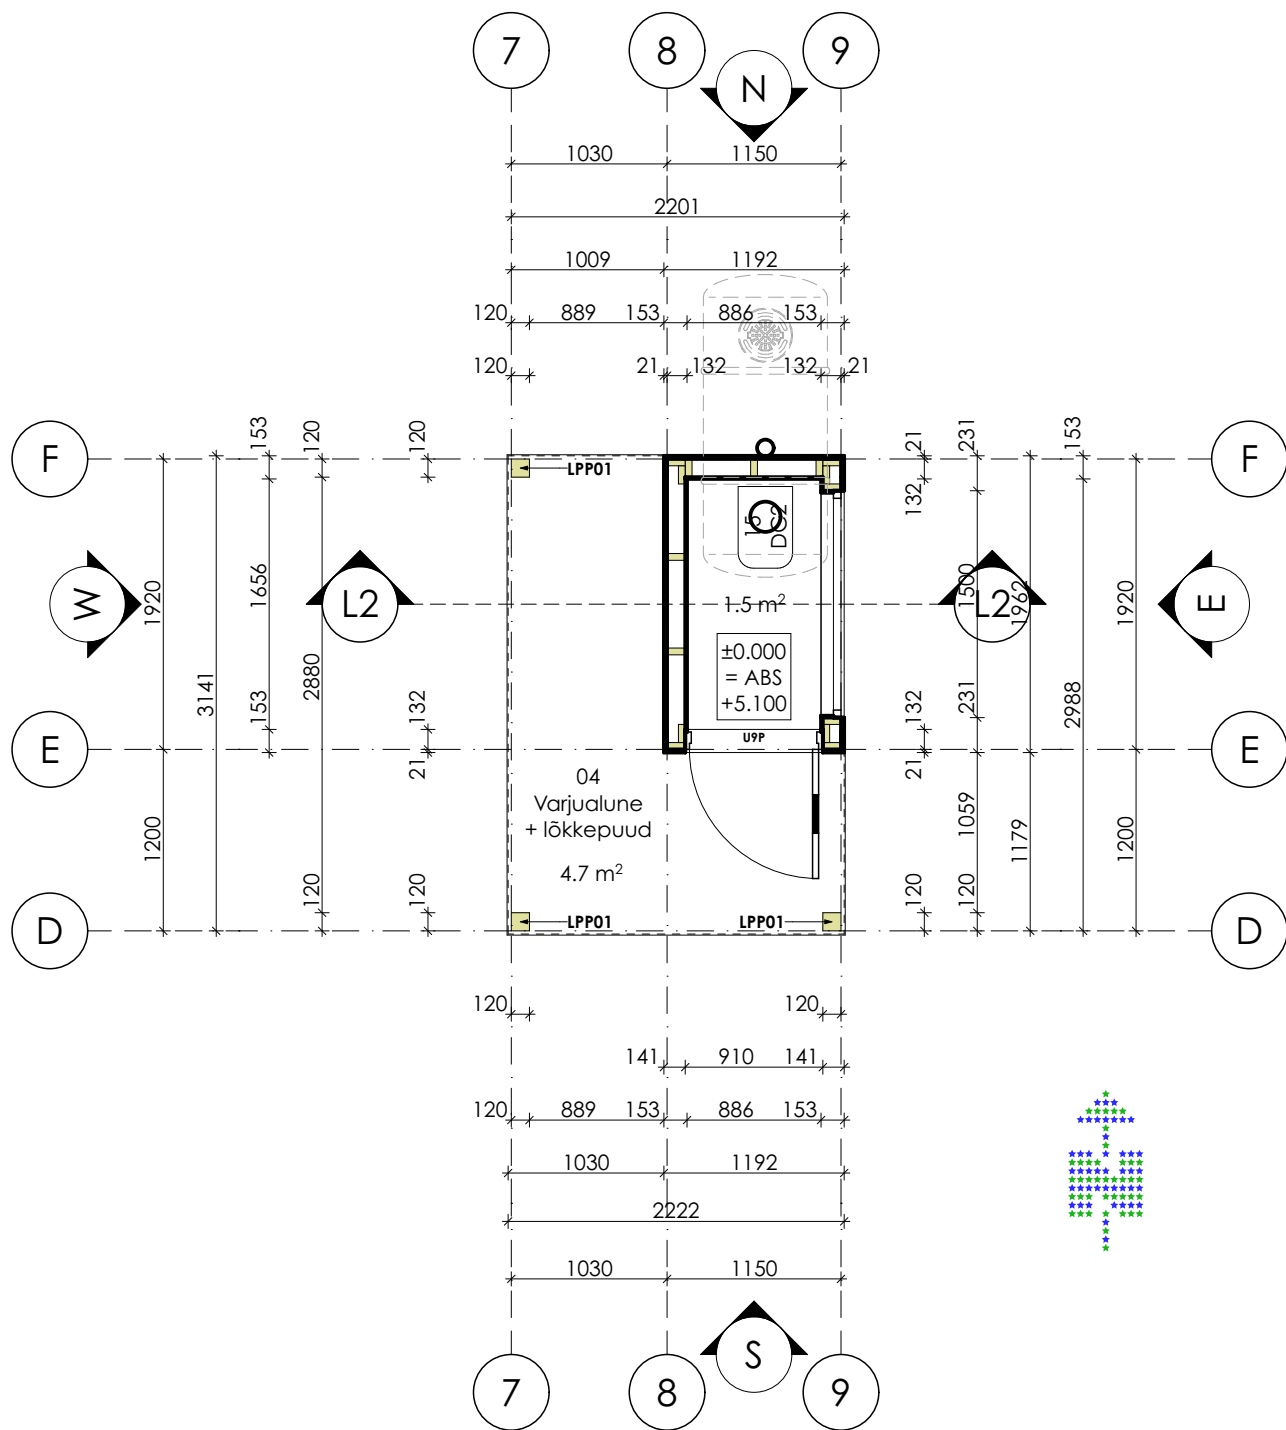 7 8 9
N
1030 1150
2201
1009 1192
120 889 153 886 153
120 21 132 132 21
F 153 120 120 21 231 153 F
132
LPP01
15
DC2
W 1920 3141 1656 2880 L2 1.5 m² L2 1500 1962 1920 E
±0.000
= ABS
+5.100
153 132 132 231 2988
E 21 U9P 21 E
04
Varjualune
+ lõkkepuud
4.7 m²
1200 120 120 120 1059 120 1179 1200
D LPP01 LPP01 D
120 120
141 910 141
120 889 153 886 153
1030 1192
2222
1030 1150
S
7 8 9